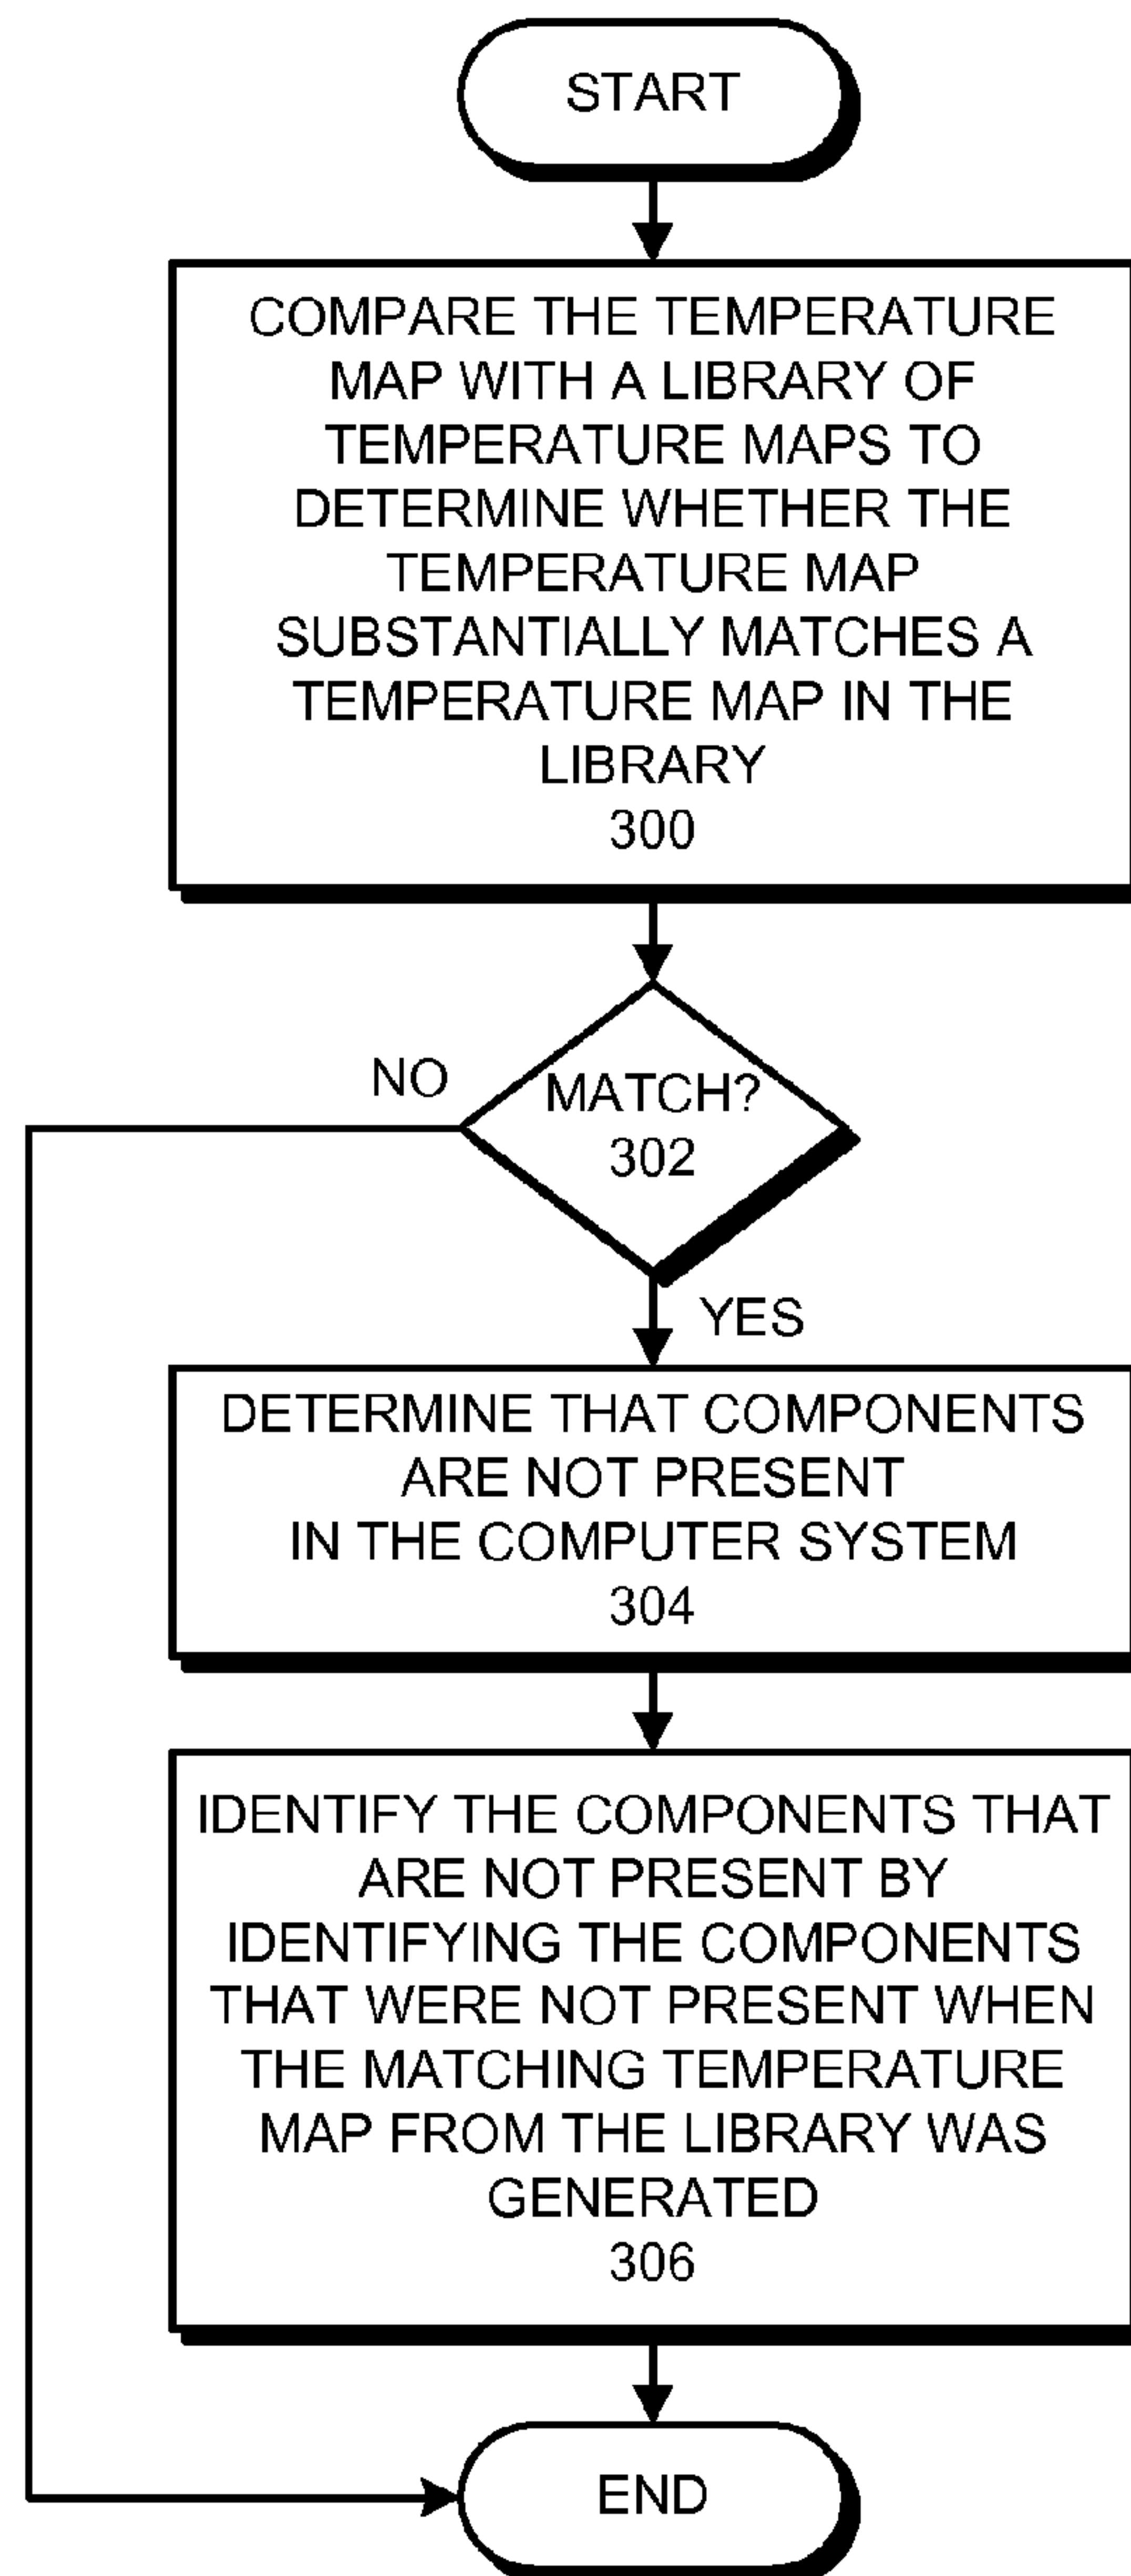 START
COMPARE THE TEMPERATURE
MAP WITH A LIBRARY OF
TEMPERATURE MAPS TO
DETERMINE WHETHER THE
TEMPERATURE MAP
SUBSTANTIALLY MATCHES A
TEMPERATURE MAP IN THE
LIBRARY
300
NO
MATCH?
302
YES
DETERMINE THAT COMPONENTS
ARE NOT PRESENT
IN THE COMPUTER SYSTEM
304
IDENTIFY THE COMPONENTS THAT
ARE NOT PRESENT BY
IDENTIFYING THE COMPONENTS
THAT WERE NOT PRESENT WHEN
THE MATCHING TEMPERATURE
MAP FROM THE LIBRARY WAS
GENERATED
306
END